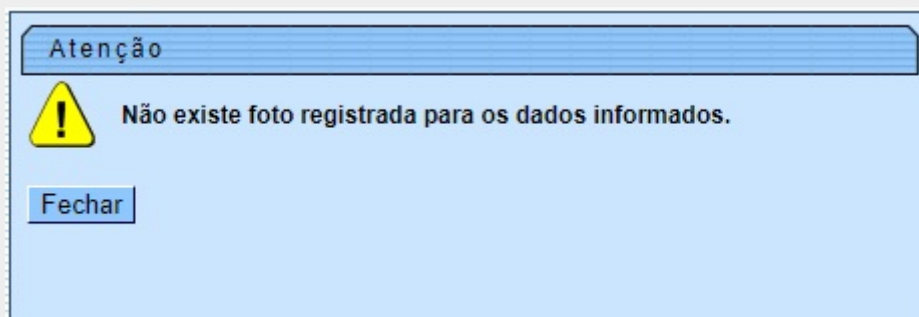 Atenção
Não existe foto registrada para os dados informados.
Fechar